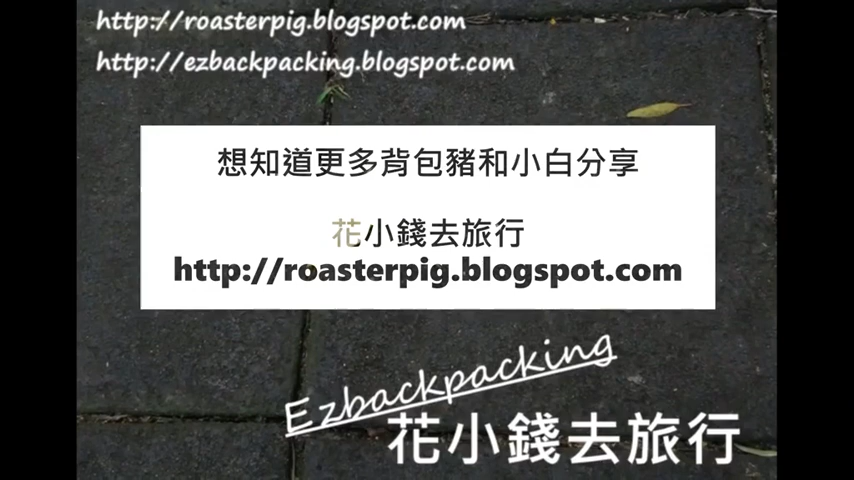 http://roasterpig.blogspot.com
http://ezbackpacking.blogspot.com
想知道更多背包豬和小白分享
花小錢去旅行
http://roasterpig.blogspot.com
Ezbackpacking
花小錢去旅行